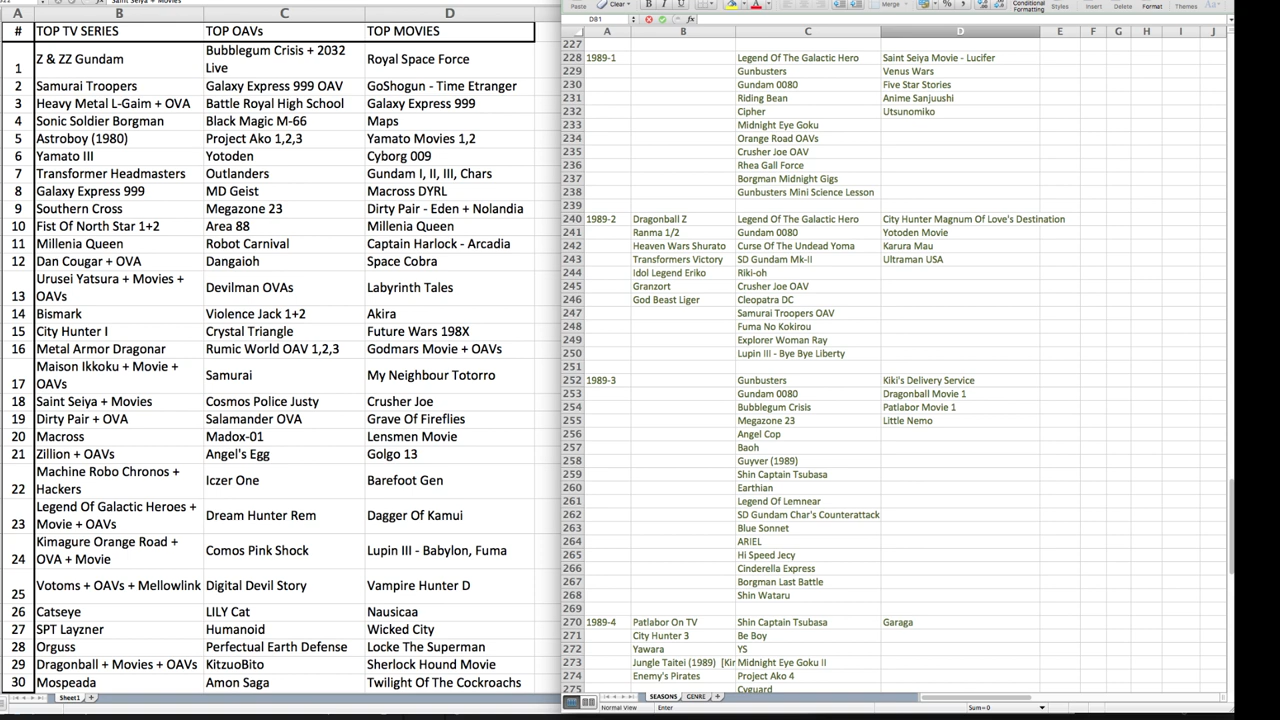 A B C D
# TOP TV SERIES TOP OAVs TOP MOVIES
1 Z & ZZ Gundam Bubblegum Crisis + 2032 Live Royal Space Force
2 Samurai Troopers Galaxy Express 999 OAV GoShogun - Time Etranger
3 Heavy Metal L-Gaim + OVA Battle Royal High School Galaxy Express 999
4 Sonic Soldier Borgman Black Magic M-66 Maps
5 Astroboy (1980) Project Ako 1,2,3 Yamato Movies 1,2
6 Yamato III Yotoden Cyborg 009
7 Transformer Headmasters Outlanders Gundam I, II, III, Chars
8 Galaxy Express 999 MD Geist Macross DYRL
9 Southern Cross Megazone 23 Dirty Pair - Eden + Nolandia
10 Fist Of North Star 1+2 Area 88 Millenia Queen
11 Millenia Queen Robot Carnival Captain Harlock - Arcadia
12 Dan Cougar + OVA Dangaioh Space Cobra
13 Urusei Yatsura + Movies + OAVs Devilman OVAs Labyrinth Tales
14 Bismark Violence Jack 1+2 Akira
15 City Hunter I Crystal Triangle Future Wars 198X
16 Metal Armor Dragonar Rumic World OAV 1,2,3 Godmars Movie + OAVs
17 Maison Ikkoku + Movie + OAVs Samurai My Neighbour Totorro
18 Saint Seiya + Movies Cosmos Police Justy Crusher Joe
19 Dirty Pair + OVA Salamander OVA Grave Of Fireflies
20 Macross Madox-01 Lensmen Movie
21 Zillion + OAVs Angel's Egg Golgo 13
22 Machine Robo Chronos + Hackers Iczer One Barefoot Gen
23 Legend Of Galactic Heroes + Movie + OAVs Dream Hunter Rem Dagger Of Kamui
24 Kimagure Orange Road + OVA + Movie Comos Pink Shock Lupin III - Babylon, Fuma
25 Votoms + OAVs + Mellowlink Digital Devil Story Vampire Hunter D
26 Catseye LILY Cat Nausicaa
27 SPT Layzner Humanoid Wicked City
28 Orguss Perfectual Earth Defense Locke The Superman
29 Dragonball + Movies + OAVs KitzuoBito Sherlock Hound Movie
30 Mospeada Amon Saga Twilight Of The Cockroachs
Sheet1
Paste Clear B I U A % Conditional Formatting Styles Insert Delete Format Themes
D81 fx
A B C D E F G H I J
227
228 1989-1 Legend Of The Galactic Hero Saint Seiya Movie - Lucifer
229 Gunbusters Venus Wars
230 Gundam 0080 Five Star Stories
231 Riding Bean Anime Sanjuushi
232 Cipher Utsunomiko
233 Midnight Eye Goku
234 Orange Road OAVs
235 Crusher Joe OAV
236 Rhea Gall Force
237 Borgman Midnight Gigs
238 Gunbusters Mini Science Lesson
239
240 1989-2 Dragonball Z Legend Of The Galactic Hero City Hunter Magnum Of Love's Destination
241 Ranma 1/2 Gundam 0080 Yotoden Movie
242 Heaven Wars Shurato Curse Of The Undead Yoma Karura Mau
243 Transformers Victory SD Gundam Mk-II Ultraman USA
244 Idol Legend Eriko Riki-oh
245 Granzort Crusher Joe OAV
246 God Beast Liger Cleopatra DC
247 Samurai Troopers OAV
248 Fuma No Kokirou
249 Explorer Woman Ray
250 Lupin III - Bye Bye Liberty
251
252 1989-3 Gunbusters Kiki's Delivery Service
253 Gundam 0080 Dragonball Movie 1
254 Bubblegum Crisis Patlabor Movie 1
255 Megazone 23 Little Nemo
256 Angel Cop
257 Baoh
258 Guyver (1989)
259 Shin Captain Tsubasa
260 Earthian
261 Legend Of Lemnear
262 SD Gundam Char's Counterattack
263 Blue Sonnet
264 ARIEL
265 Hi Speed Jecy
266 Cinderella Express
267 Borgman Last Battle
268 Shin Wataru
269
270 1989-4 Patlabor On TV Shin Captain Tsubasa Garaga
271 City Hunter 3 Be Boy
272 Yawara YS
273 Jungle Taitei (1989) [Kin Midnight Eye Goku II
274 Enemy's Pirates Project Ako 4
275 Cyguard
SEASONS GENRE
Normal View Enter Sum=0